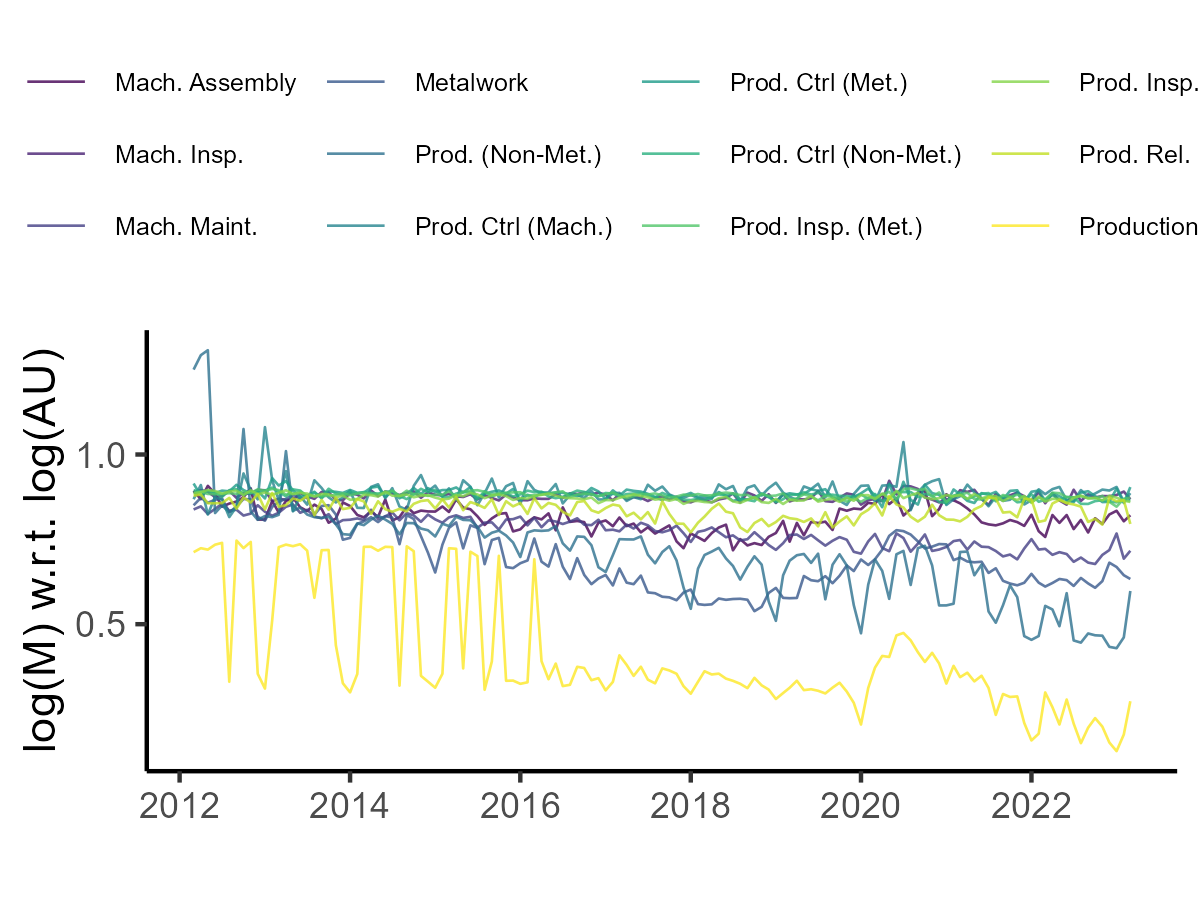 Mach. Assembly Metalwork Prod. Ctrl (Met.) Prod. Insp.
Mach. Insp. Prod. (Non-Met.) Prod. Ctrl (Non-Met.) Prod. Rel.
Mach. Maint. Prod. Ctrl (Mach.) Prod. Insp. (Met.) Production
log(M) w.r.t. log(AU)
1.0
0.5
2012 2014 2016 2018 2020 2022